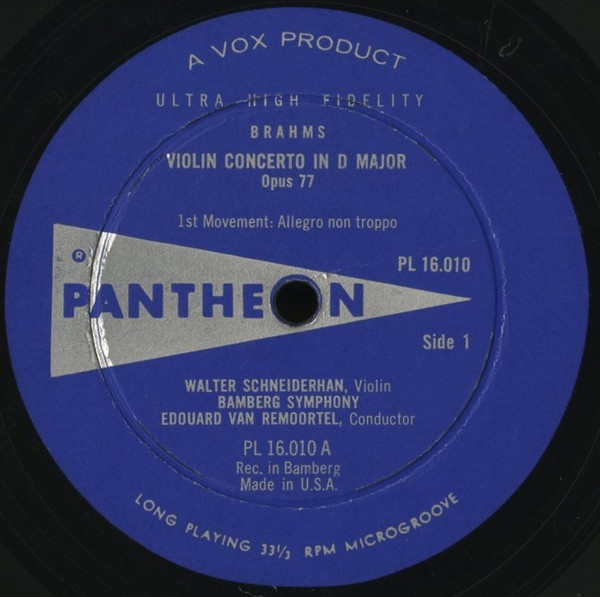 A VOX PRODUCT
ULTRA HIGH FIDELITY
BRAHMS
VIOLIN CONCERTO IN D MAJOR
Opus 77
1st Movement: Allegro non troppo
®
PL 16.010
PANTHEON
Side 1
WALTER SCHNEIDERHAN, Violin
BAMBERG SYMPHONY
EDOUARD VAN REMOORTEL, Conductor
PL 16.010 A
Rec. in Bamberg
Made in U.S.A.
LONG PLAYING 33⅓ RPM MICROGROOVE